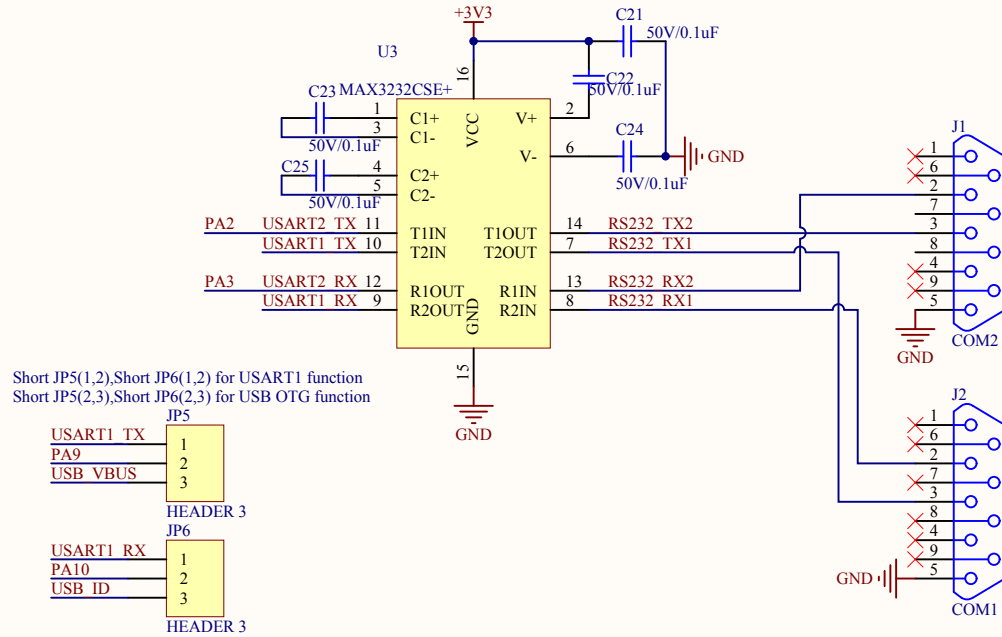 +3V3
C21
50V/0.1uF
U3
16
C22
50V/0.1uF
MAX3232CSE+
C23
1
3
50V/0.1uF
C1+
C1-
VCC
V+
2
C24
V-
6
GND
50V/0.1uF
C25
4
5
50V/0.1uF
C2+
C2-
PA2 USART2_TX 11 T1IN T1OUT 14 RS232_TX2
USART1_TX 10 T2IN T2OUT 7 RS232_TX1
PA3 USART2_RX 12 R1OUT R1IN 13 RS232_RX2
USART1_RX 9 R2OUT R2IN 8 RS232_RX1
GND
15
GND
J1
1
6
2
7
3
8
4
9
5
GND
COM2
Short JP5(1,2),Short JP6(1,2) for USART1 function
Short JP5(2,3),Short JP6(2,3) for USB OTG function
JP5
USART1_TX 1
PA9 2
USB_VBUS 3
HEADER 3
JP6
USART1_RX 1
PA10 2
USB_ID 3
HEADER 3
J2
1
6
2
7
3
8
4
9
GND 5
COM1